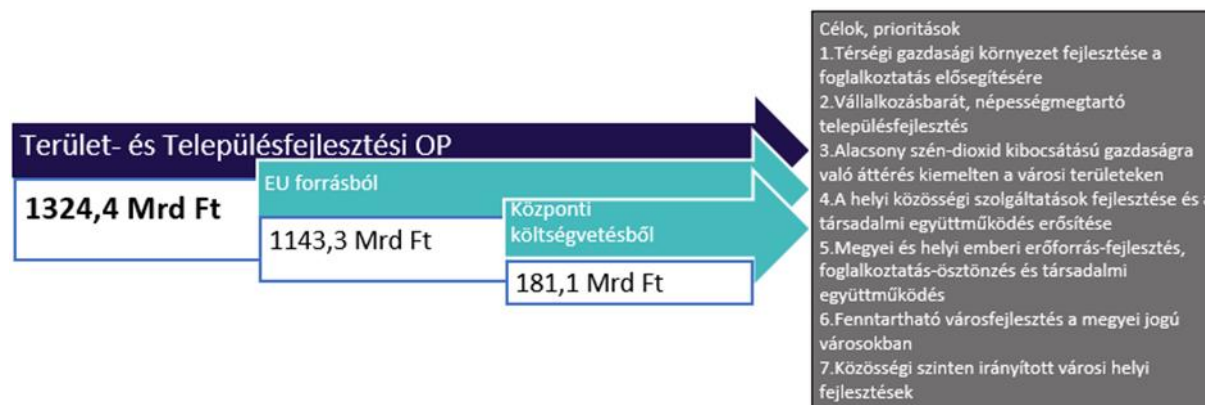 Terület- és Településfejlesztési OP
1324,4 Mrd Ft
EU forrásból
1143,3 Mrd Ft
Központi
költségvetésből
181,1 Mrd Ft
Célok, prioritások
1.Térségi gazdasági környezet fejlesztése a
foglalkoztatás elősegítésére
2.Vállalkozásbarát, népességmegtartó
településfejlesztés
3.Alacsony szén-dioxid kibocsátású gazdaságra
való áttérés kiemelten a városi területeken
4.A helyi közösségi szolgáltatások fejlesztése és a
társadalmi együttműködés erősítése
5.Megyei és helyi emberi erőforrás-fejlesztés,
foglalkoztatás-ösztönzés és társadalmi
együttműködés
6.Fenntartható városfejlesztés a megyei jogú
városokban
7.Közösségi szinten irányított városi helyi
fejlesztések